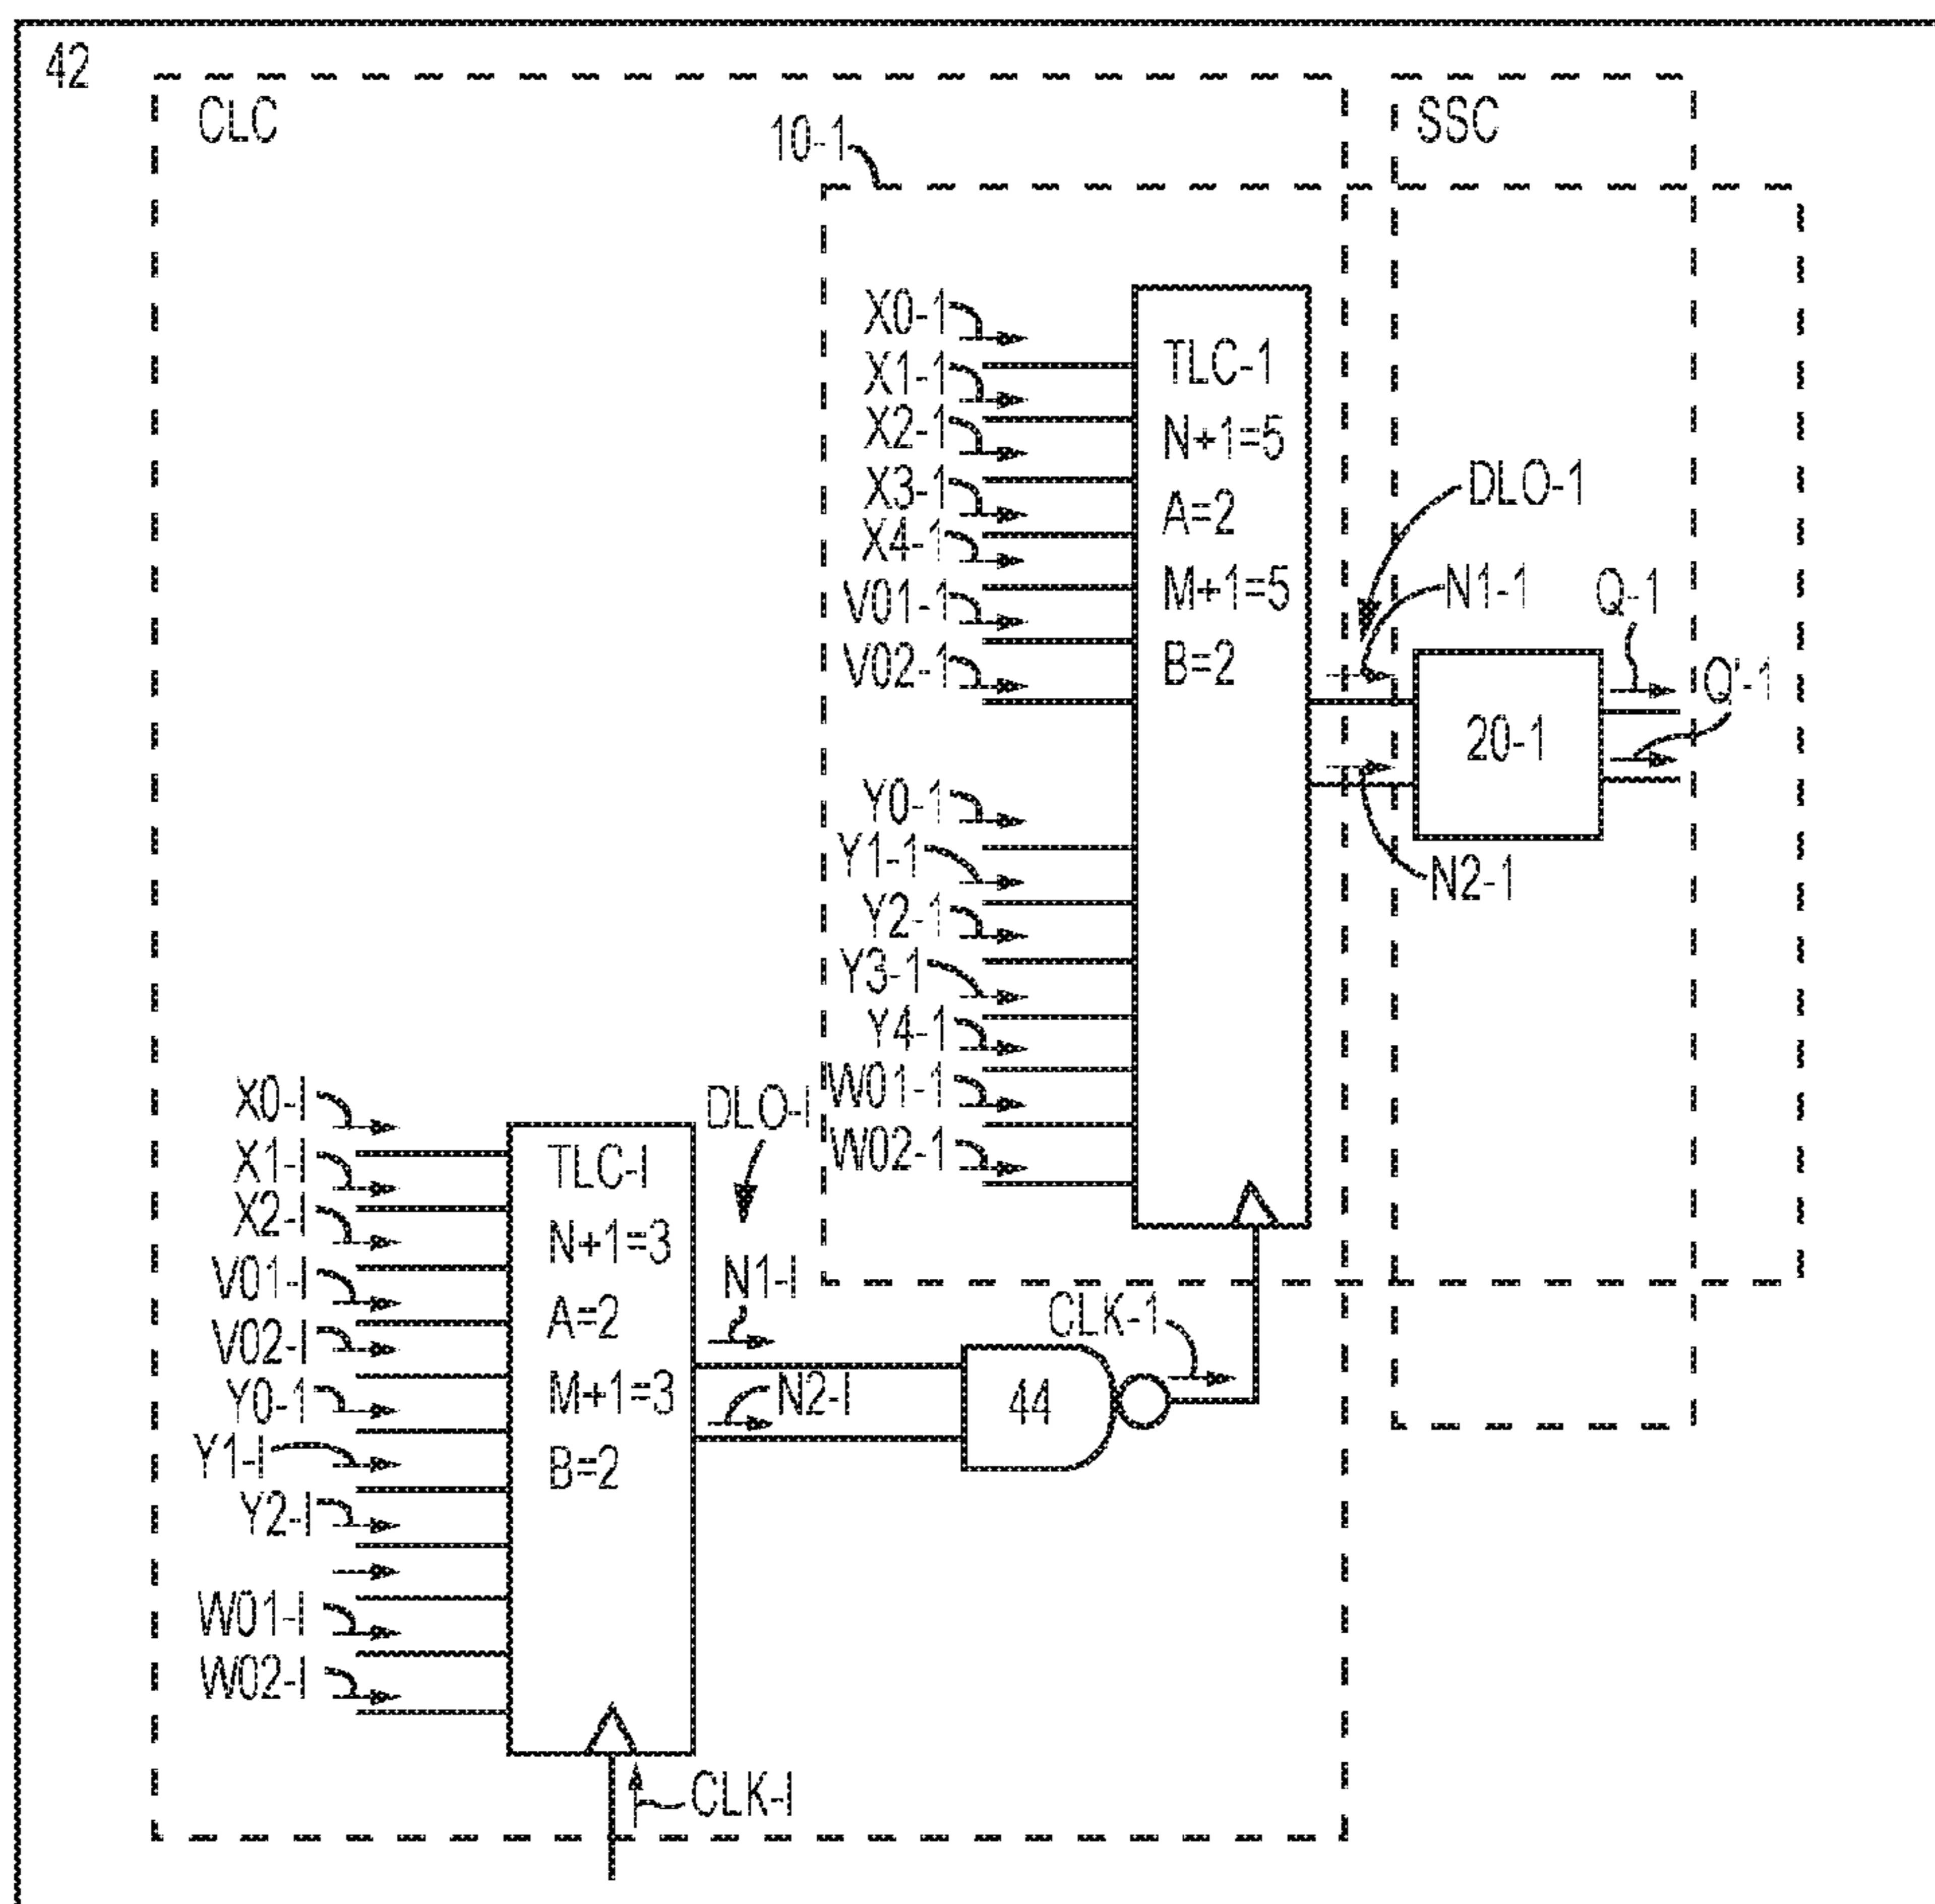 42
CLC
SSC
10-1
X0-1
X1-1
X2-1
X3-1
X4-1
V01-1
V02-1
TLC-1
N+1=5
A=2
M+1=5
B=2
DLO-1
N1-1
Q-1
Q'-1
20-1
N2-1
Y0-1
Y1-1
Y2-1
Y3-1
Y4-1
W01-1
W02-1
X0-I
X1-I
X2-I
V01-I
V02-I
Y0-1
Y1-I
Y2-I
W01-I
W02-I
TLC-I
N+1=3
A=2
M+1=3
B=2
DLO-I
N1-I
N2-I
44
CLK-1
CLK-I